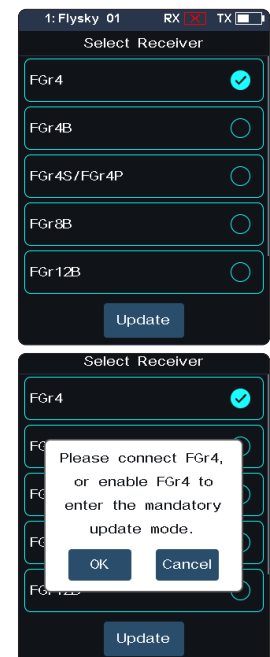 1: Flysky 01 RX TX
Select Receiver
FGr4
FGr4B
FGr4S/FGr4P
FGr8B
FGr12B
Update
Select Receiver
FGr4
Please connect FGr4,
or enable FGr4 to
enter the mandatory
update mode.
OK Cancel
Update